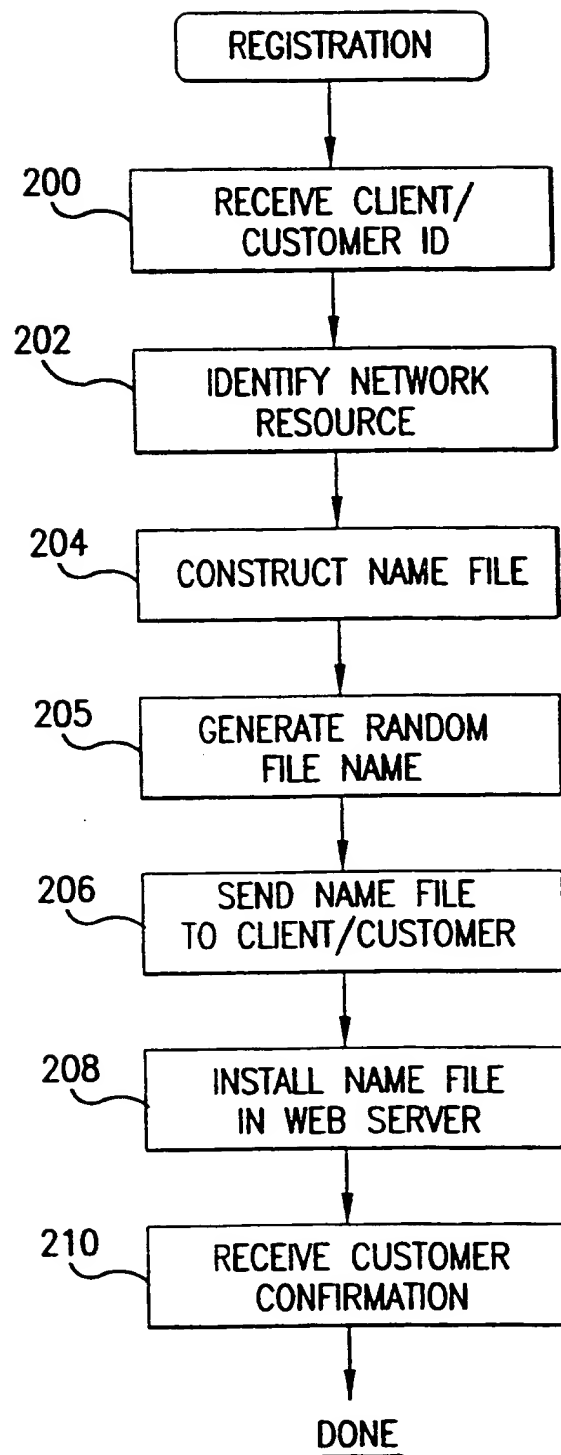 REGISTRATION
200
RECEIVE CLIENT/
CUSTOMER ID
202
IDENTIFY NETWORK
RESOURCE
204
CONSTRUCT NAME FILE
205
GENERATE RANDOM
FILE NAME
206
SEND NAME FILE
TO CLIENT/CUSTOMER
208
INSTALL NAME FILE
IN WEB SERVER
210
RECEIVE CUSTOMER
CONFIRMATION
DONE